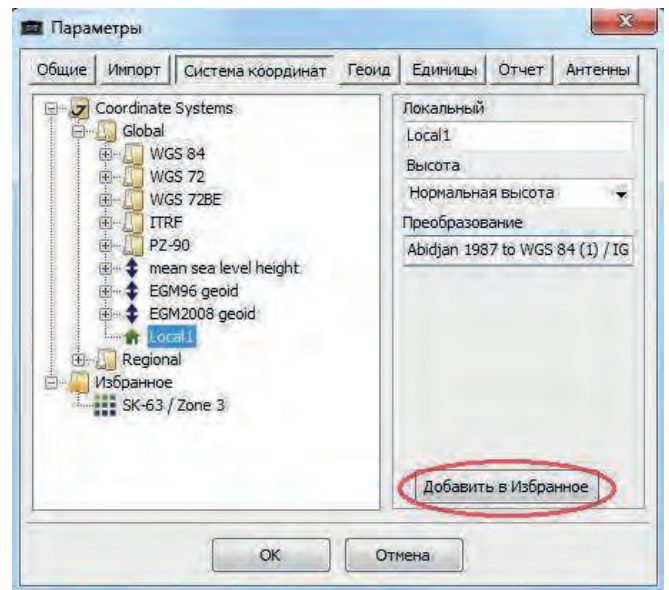 Параметры
Общие Импорт Система координат Геоид Единицы Отчет Антенны
Coordinate Systems
Global
WGS 84
WGS 72
WGS 72BE
ITRF
PZ-90
mean sea level height
EGM96 geoid
EGM2008 geoid
Local1
Regional
Избранное
SK-63 / Zone 3
Локальный
Local1
Высота
Нормальная высота
Преобразование
Abidjan 1987 to WGS 84 (1) / IG
Добавить в Избранное
OK Отмена